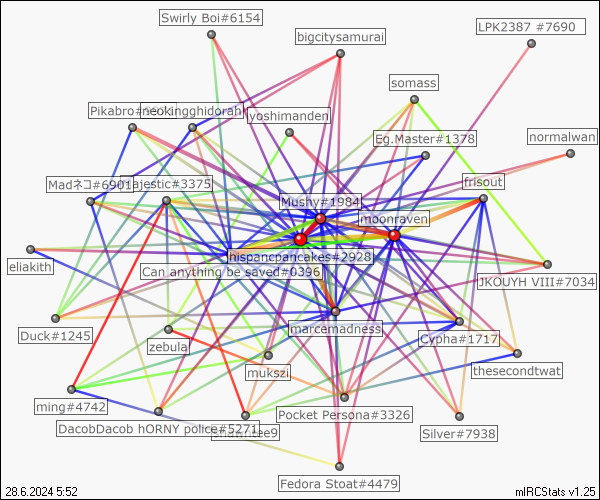 Swirly Boi#6154
LPK2387 #7690
bigcitysamurai
somass
Pikabro#
neokingghidorah
yoshimanden
Eg.Master#1378
normalwan
Madネコ#6901
ajestic#3375
frisout
Mushy#1984
moonraven
hispancpancakes#2928
eliakith
Can anything be saved#0396
JKOUYH VIII#7034
Duck#1245
marcemadness
zebula
Cypha#1717
mukszi
thesecondtwat
ming#4742
Pocket Persona#3326
DacobDacob hORNY police#5271
Silver#7938
Fedora Stoat#4479
28.6.2024 5:52
mIRCStats v1.25